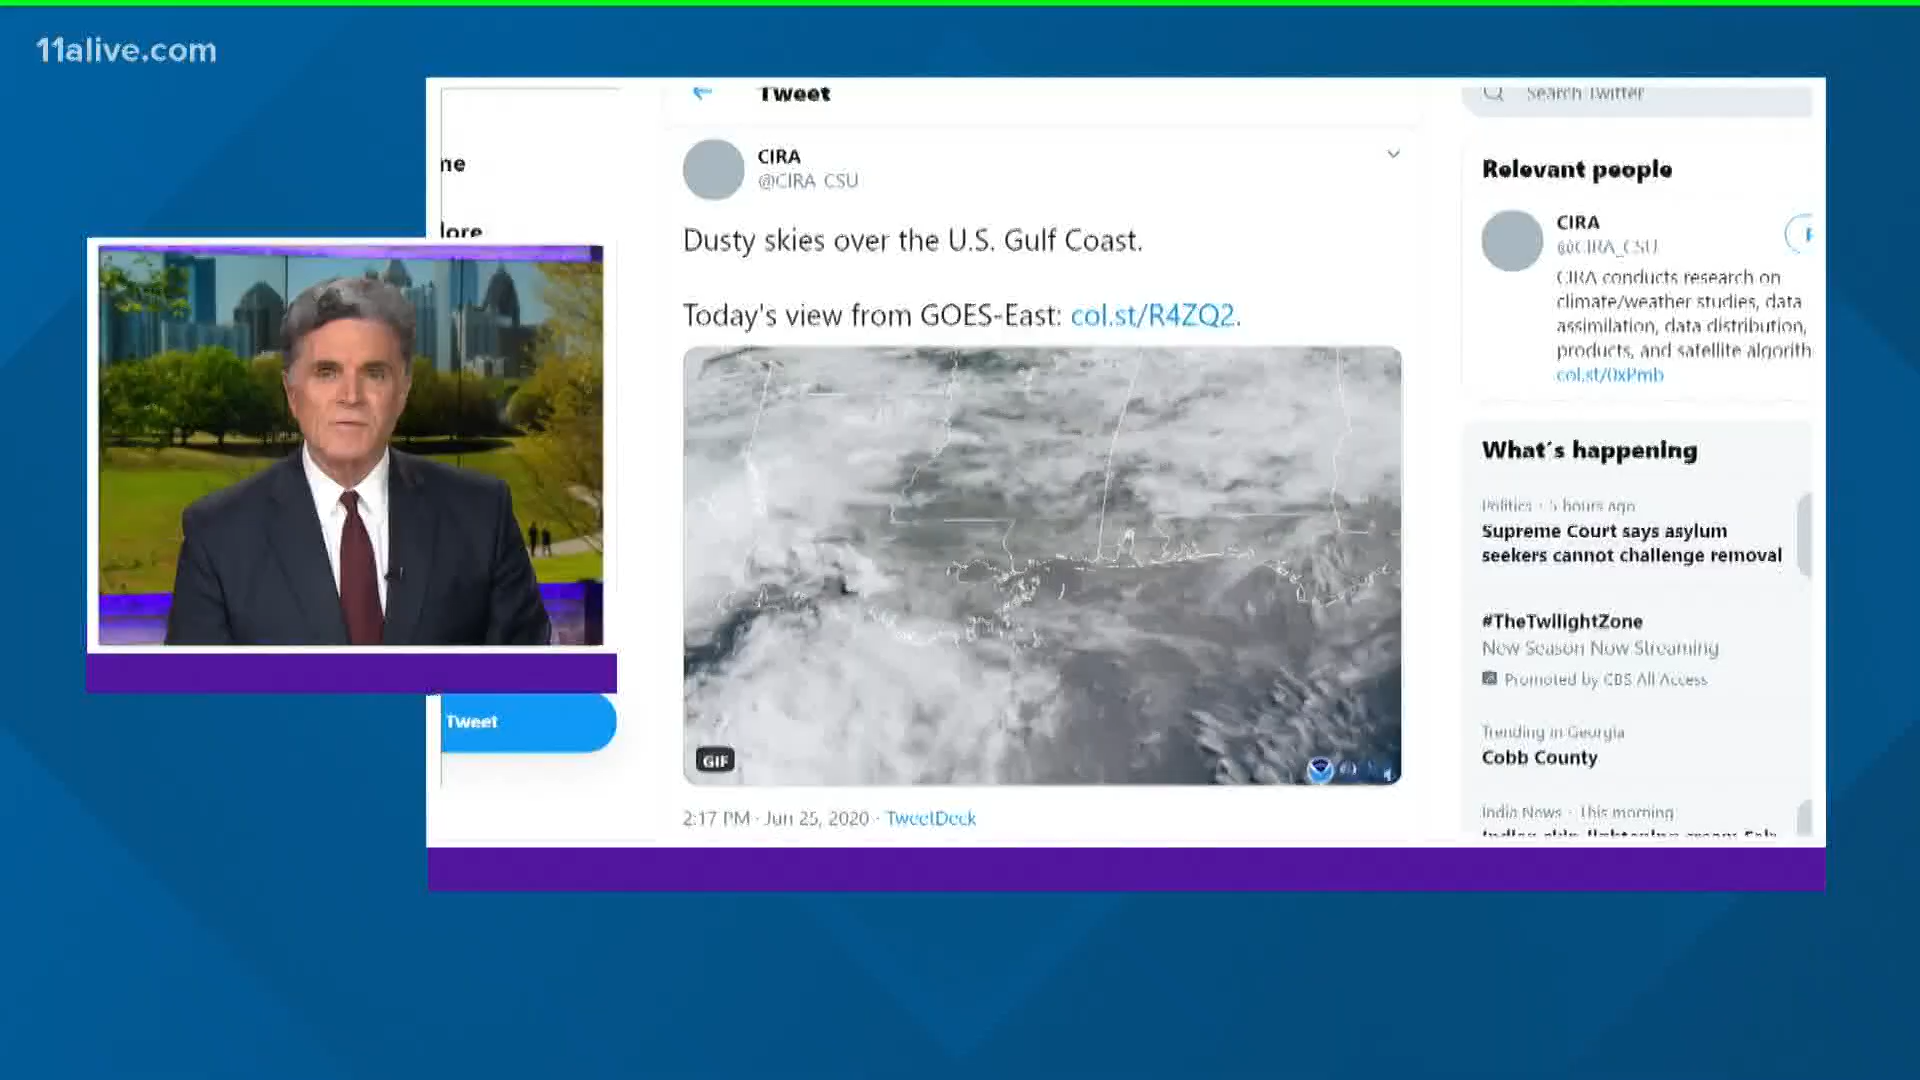 11alive.com
Tweet
Search Twitter
CIRA
@CIRA_CSU
Dusty skies over the U.S. Gulf Coast.
Today's view from GOES-East: col.st/R4ZQ2.
GIF
2:17 PM · Jun 25, 2020 · TweetDeck
Tweet
Relevant people
CIRA
@CIRA_CSU
CIRA conducts research on
climate/weather studies, data
assimilation, data distribution,
products, and satellite algorith
col.st/0xPmb
What's happening
Politics · 5 hours ago
Supreme Court says asylum
seekers cannot challenge removal
#TheTwilightZone
New Season Now Streaming
Promoted by CBS All Access
Trending in Georgia
Cobb County
India News · This morning